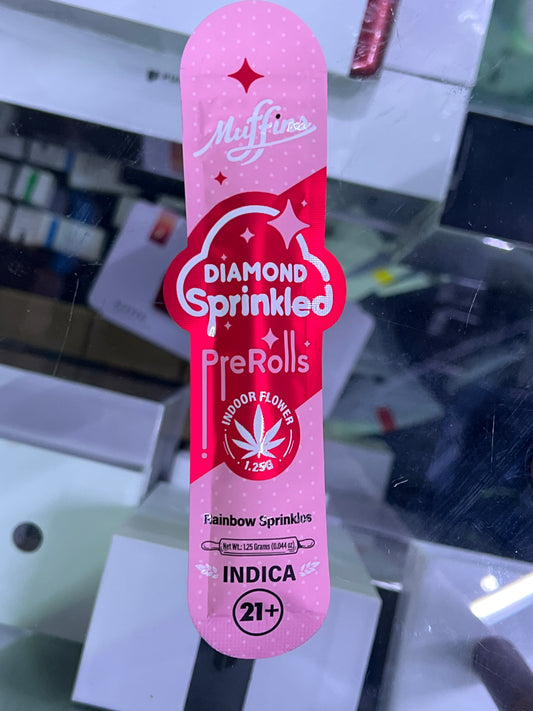 Muffins
DIAMOND
Sprinkled
PreRolls
INDOOR FLOWER
1.25G
Rainbow Sprinkles
Net Wt.: 1.25 Grams (0.044 oz)
INDICA
21+